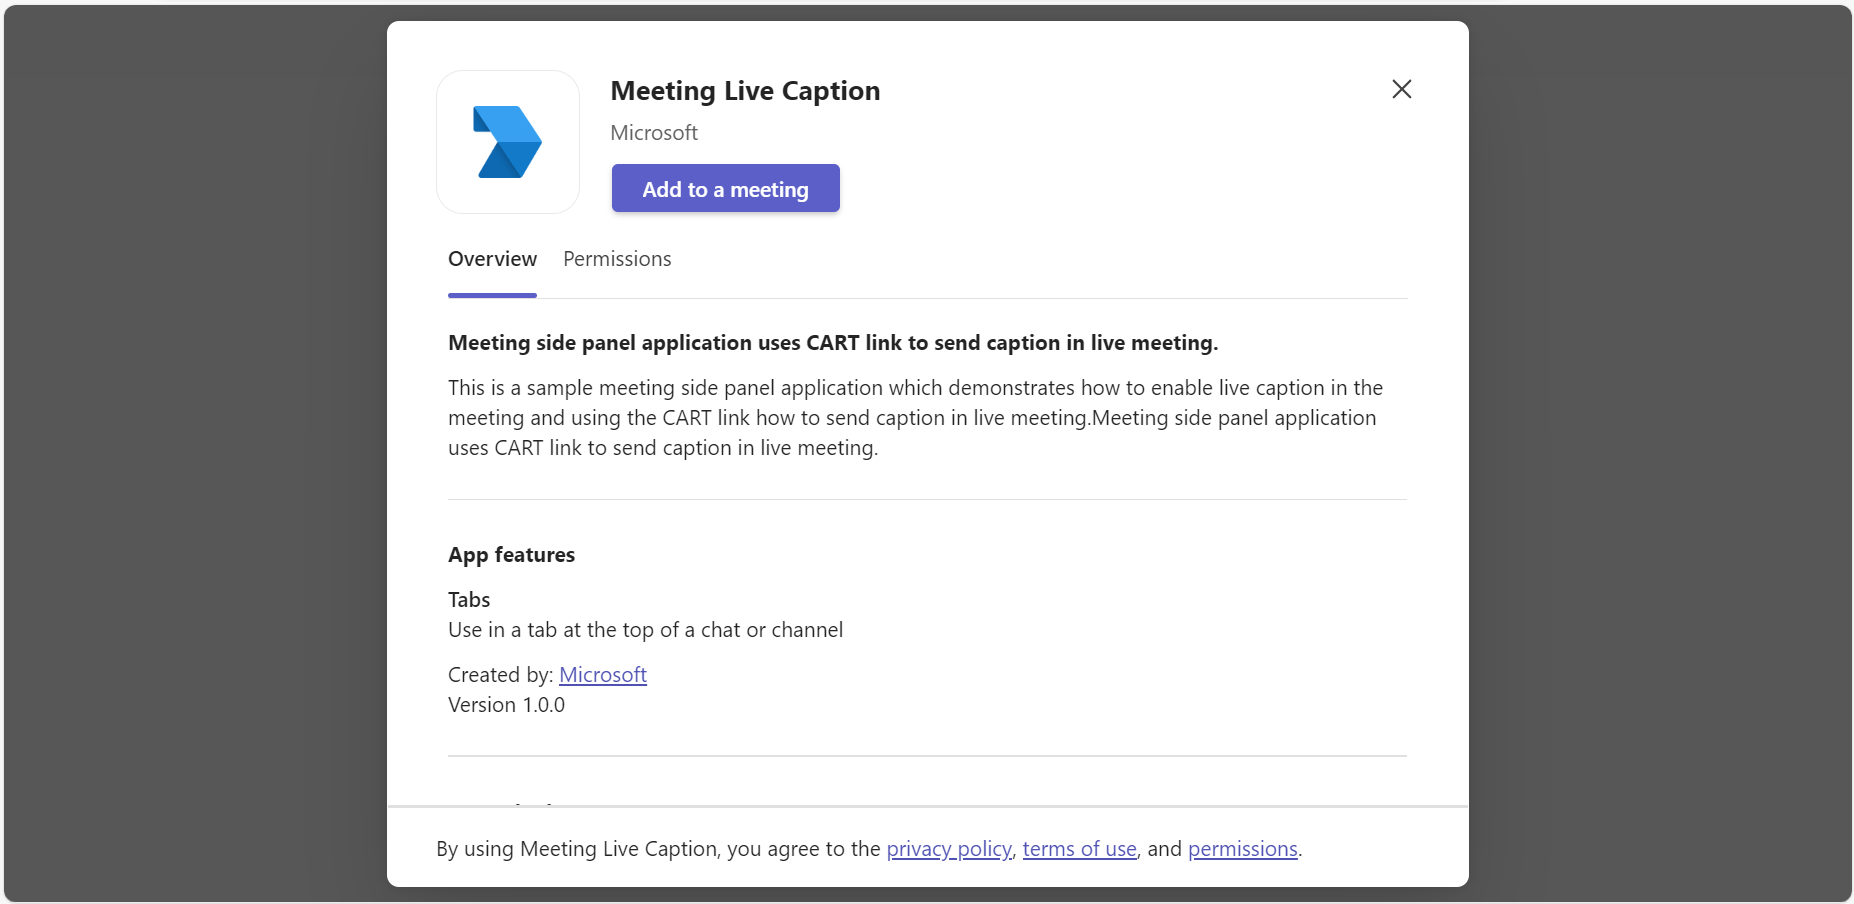 Meeting Live Caption
Microsoft
Add to a meeting
Overview Permissions
Meeting side panel application uses CART link to send caption in live meeting.
This is a sample meeting side panel application which demonstrates how to enable live caption in the
meeting and using the CART link how to send caption in live meeting.Meeting side panel application
uses CART link to send caption in live meeting.
App features
Tabs
Use in a tab at the top of a chat or channel
Created by: Microsoft
Version 1.0.0
By using Meeting Live Caption, you agree to the privacy policy, terms of use, and permissions.